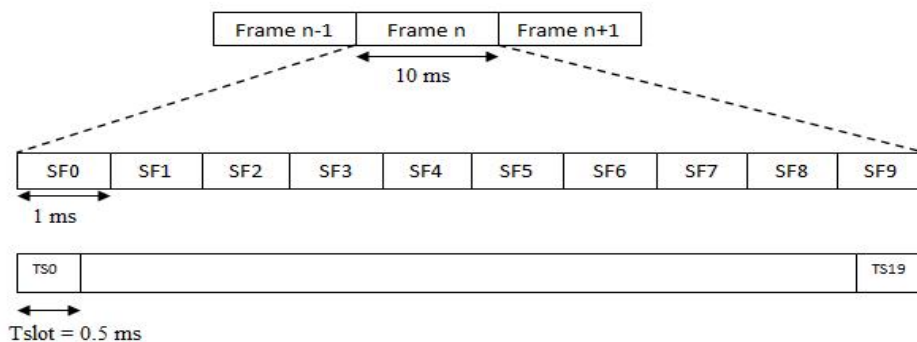 Frame n-1 Frame n Frame n+1
10 ms
SF0 SF1 SF2 SF3 SF4 SF5 SF6 SF7 SF8 SF9
1 ms
TS0 TS19
Tslot = 0.5 ms